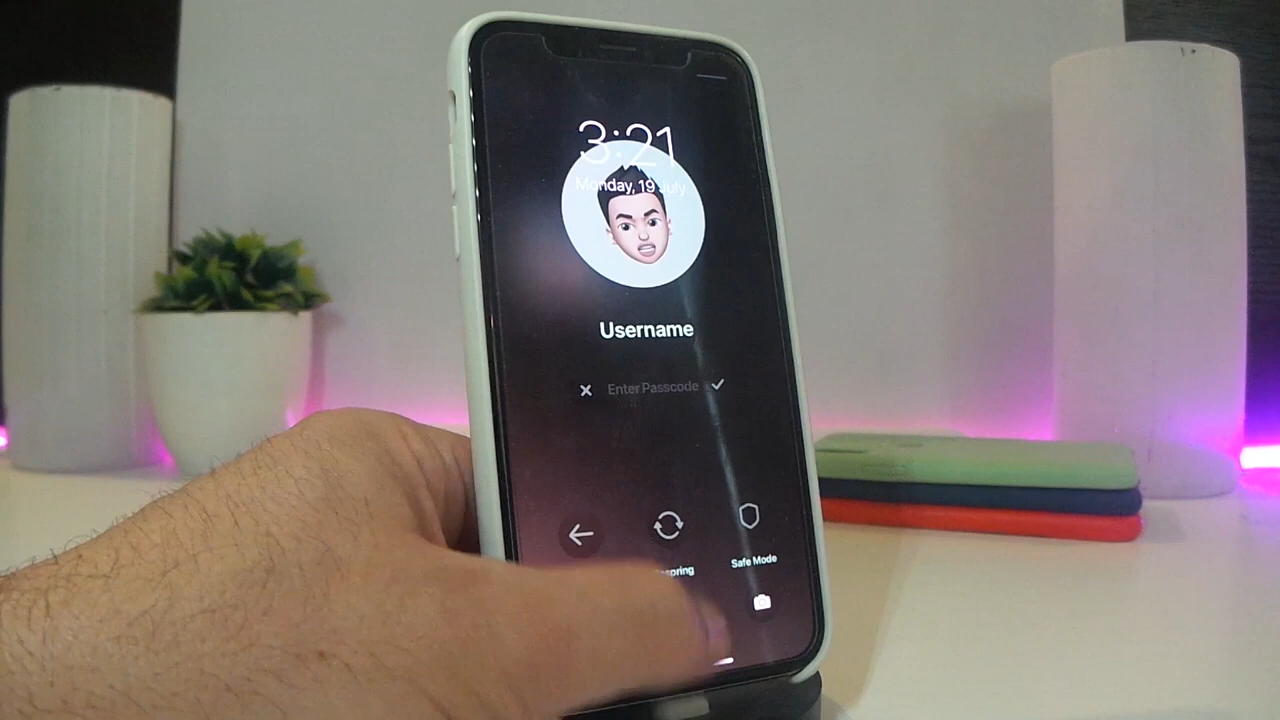 3:21
Monday, 19 July
Username
Enter Passcode
Safe Mode